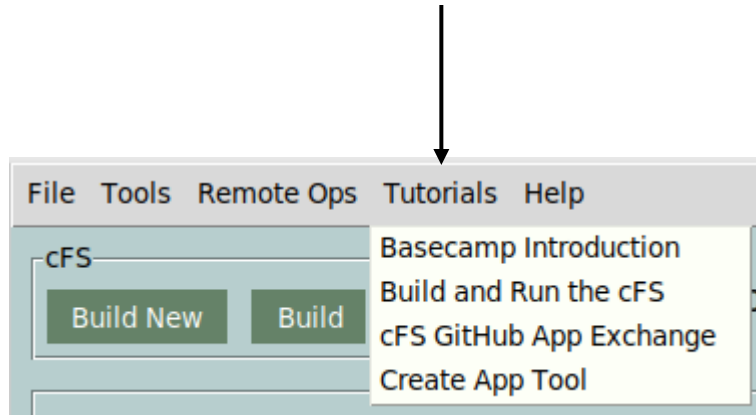 File Tools Remote Ops Tutorials Help
cFS
Build New Build
Basecamp Introduction
Build and Run the cFS
cFS GitHub App Exchange
Create App Tool